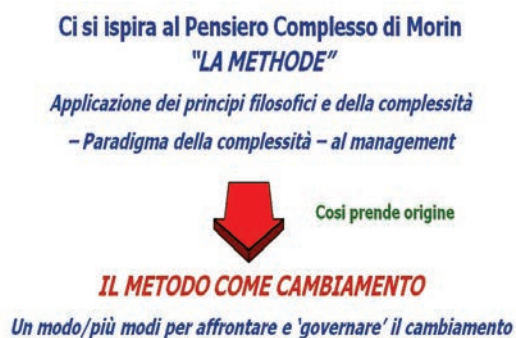 Ci si ispira al Pensiero Complesso di Morin
“LA METHODE”
Applicazione dei principi filosofici e della complessità
– Paradigma della complessità – al management
Cosi prende origine
IL METODO COME CAMBIAMENTO
Un modo/più modi per affrontare e ‘governare’ il cambiamento